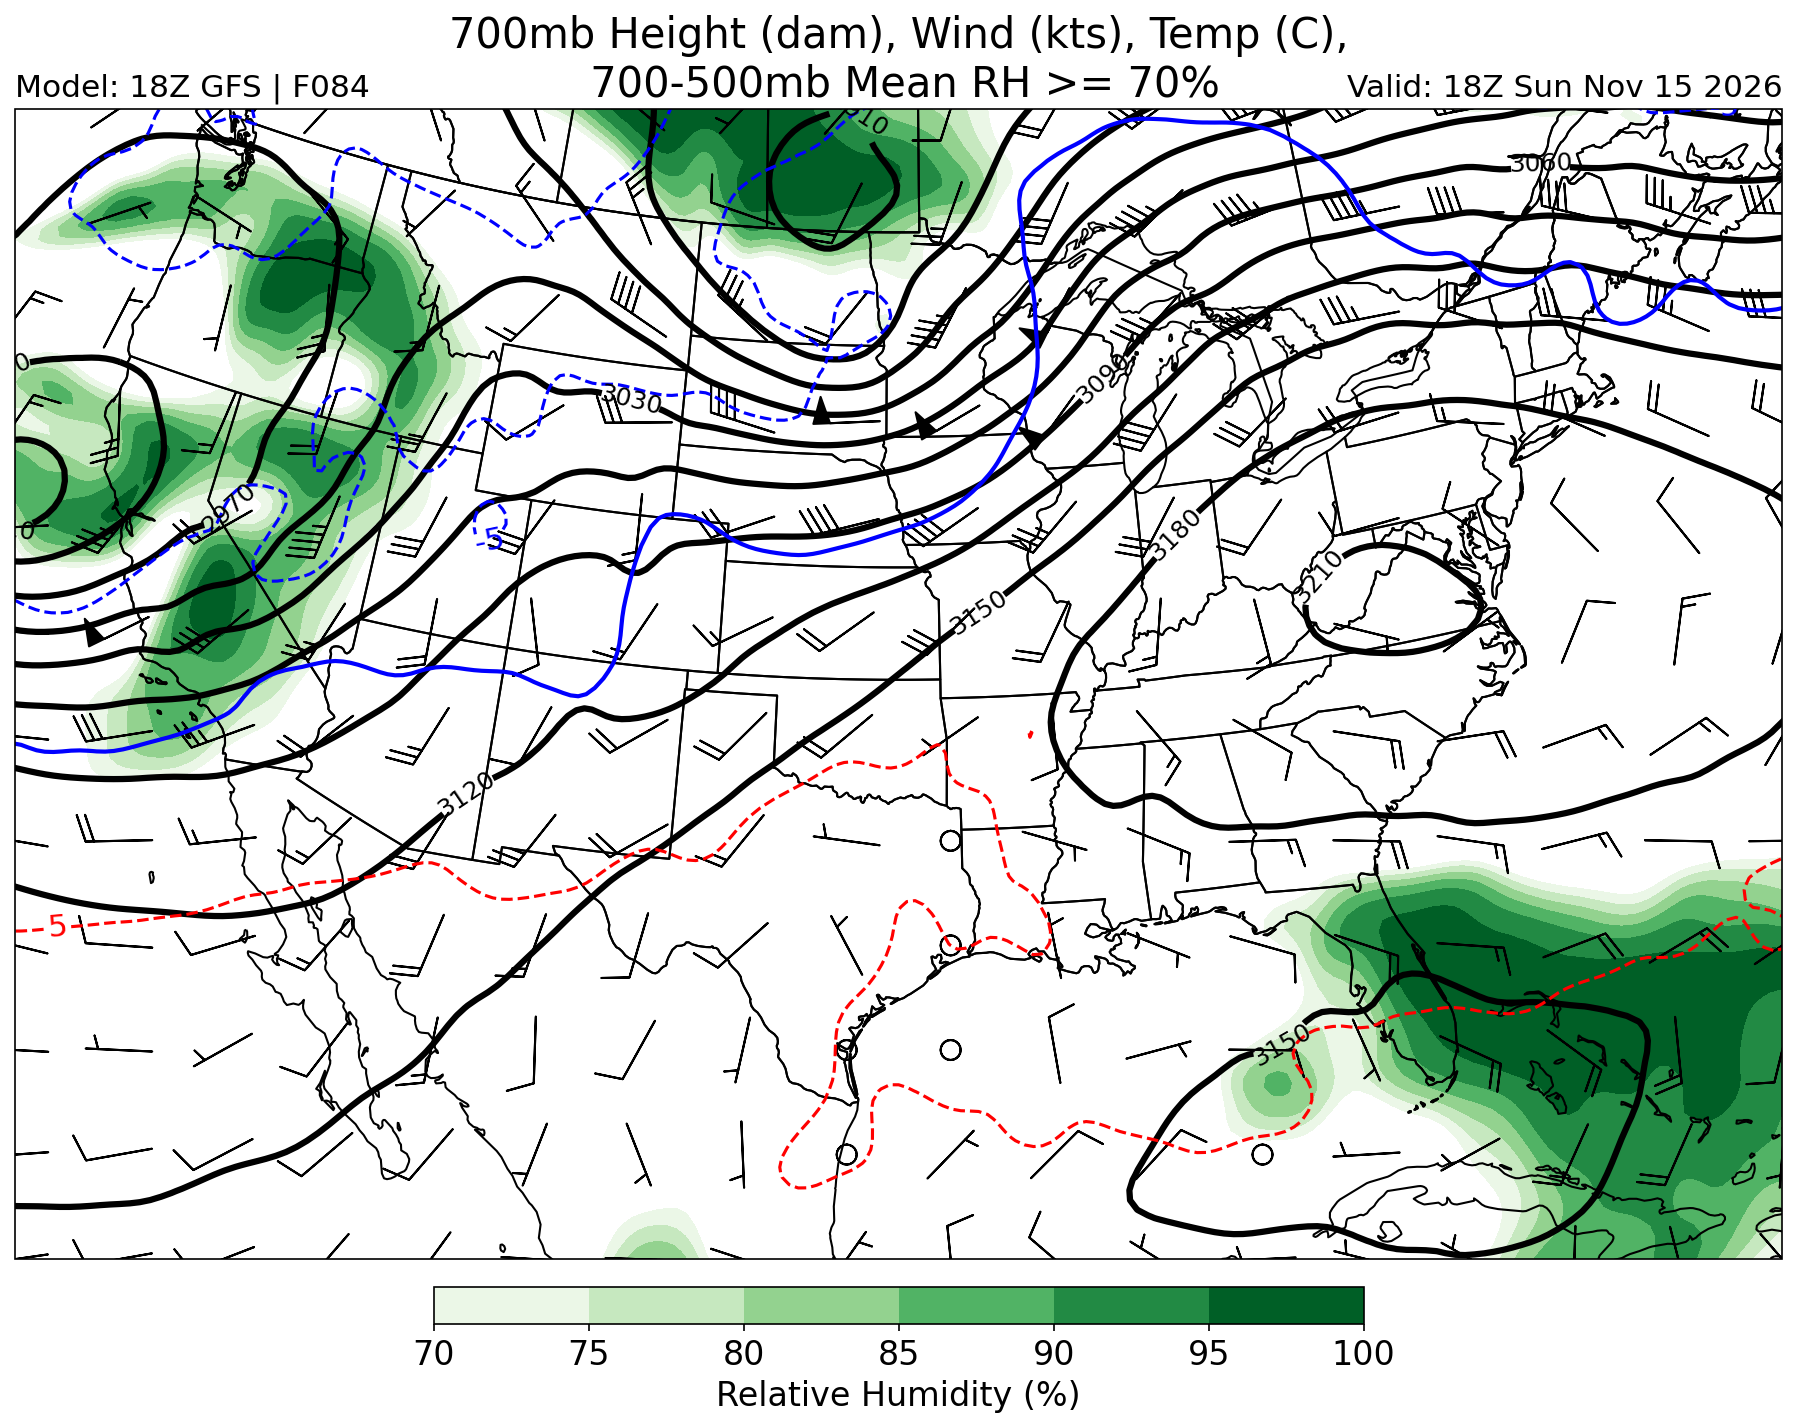 700mb Height (dam), Wind (kts), Temp (C),
700-500mb Mean RH >= 70%
Model: 18Z GFS | F084
Valid: 18Z Sun Nov 15 2026
3060
3030
3090
2970
-5
3180
3210
3150
3120
5
3150
70 75 80 85 90 95 100
Relative Humidity (%)